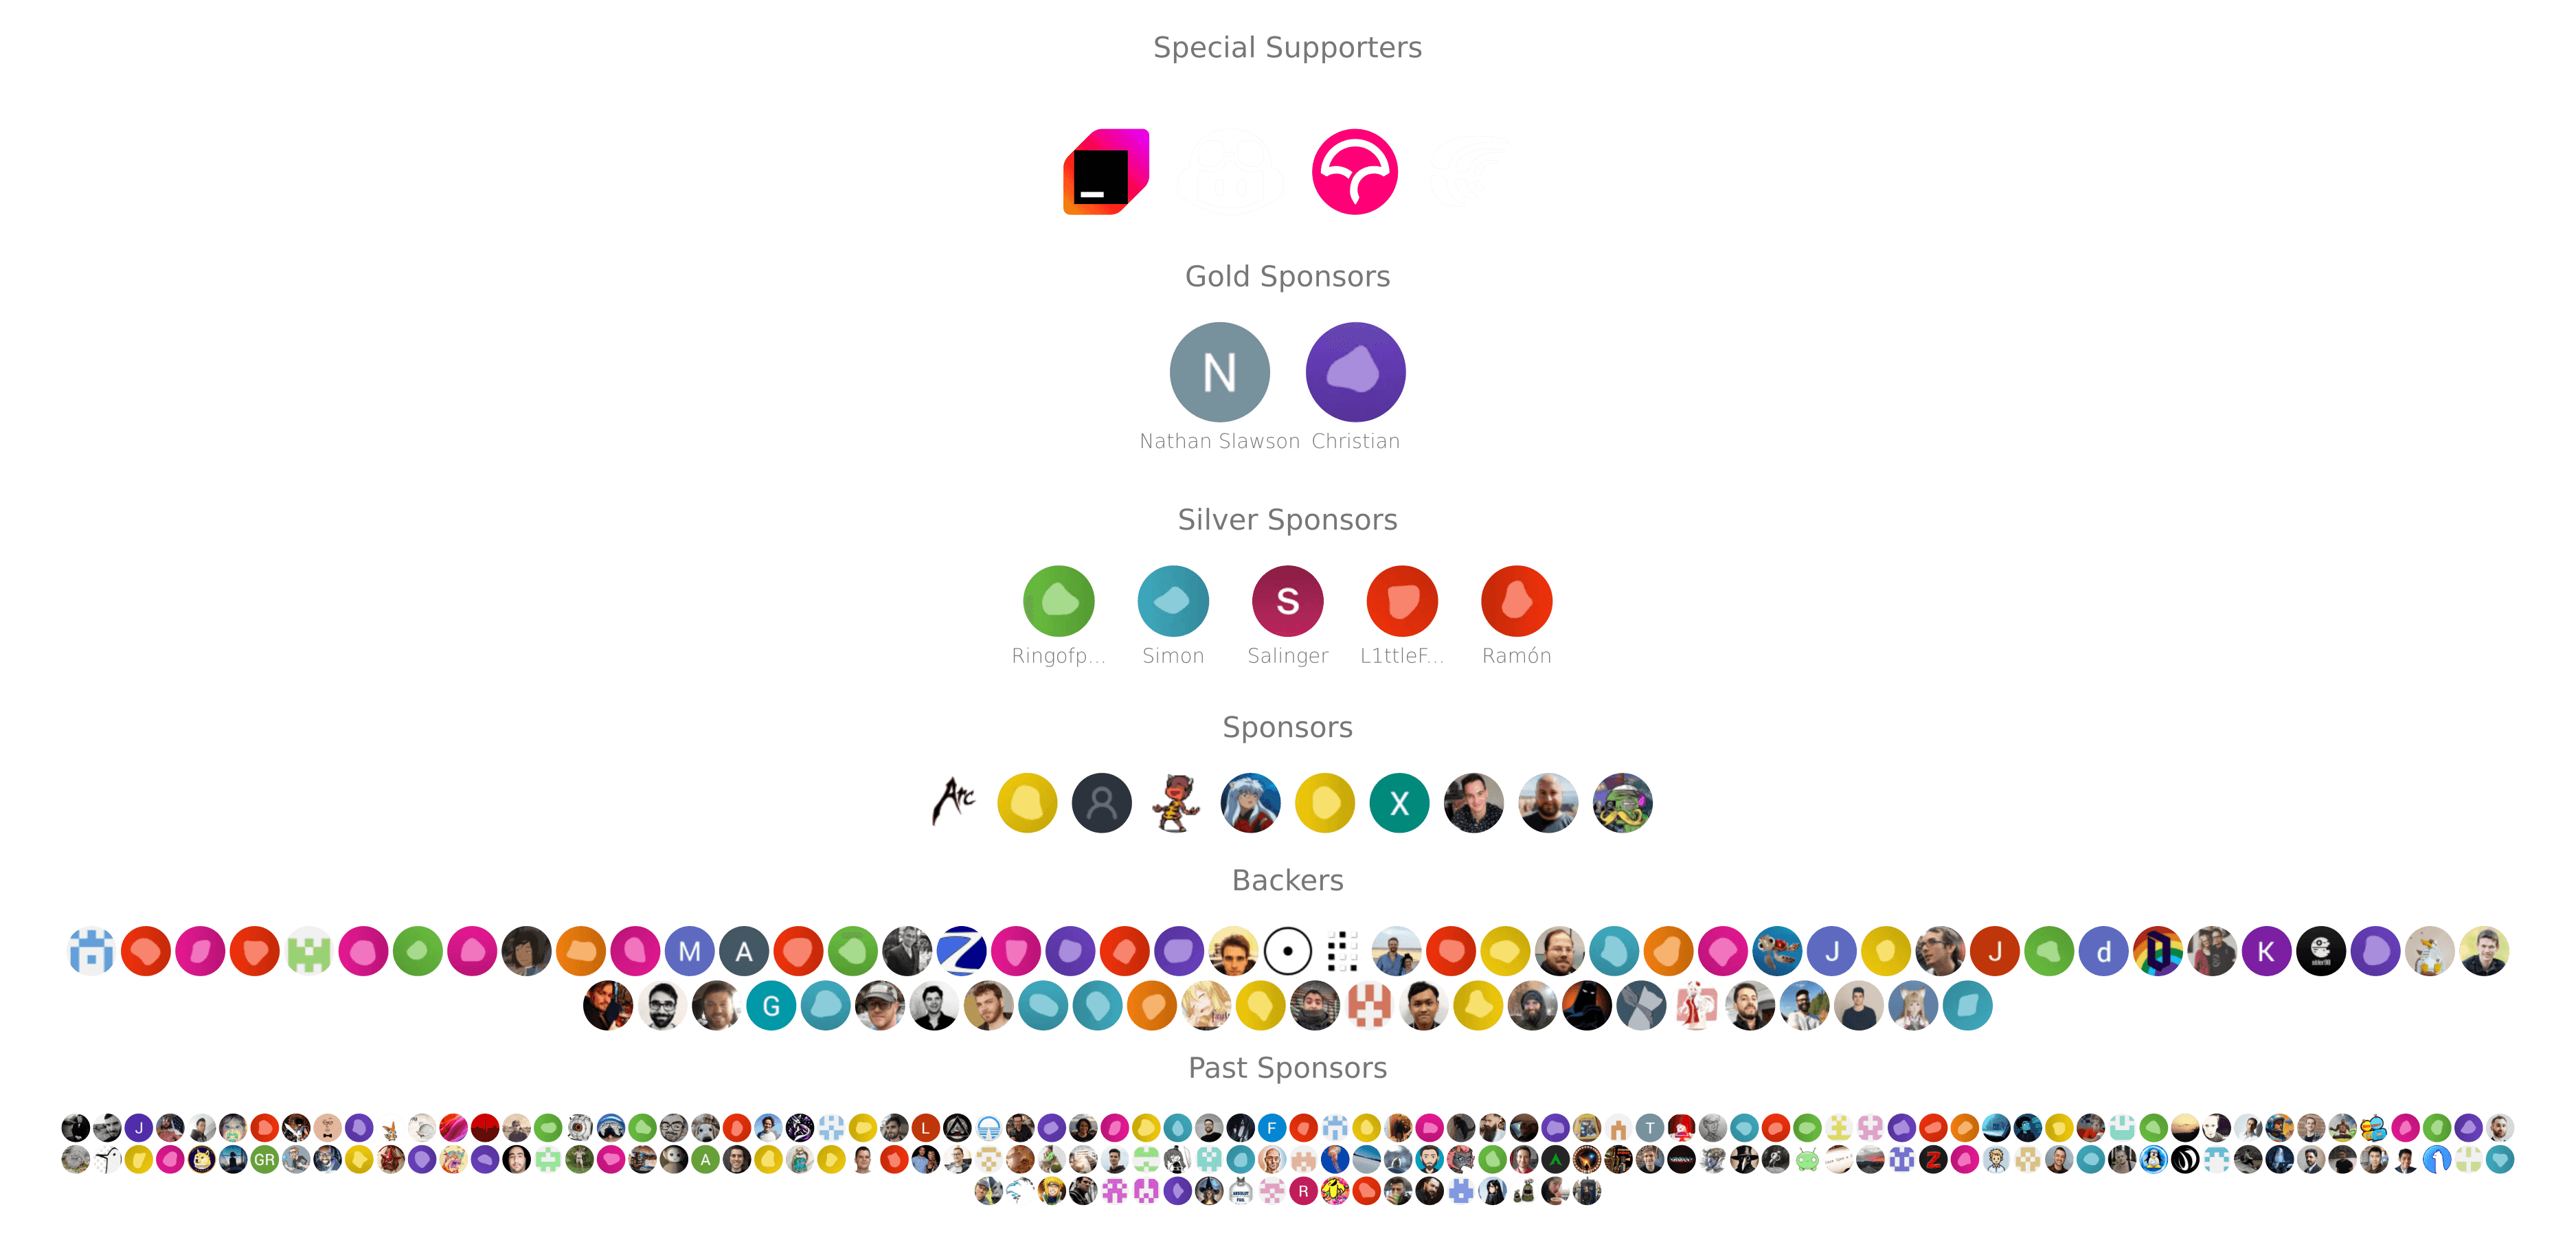 Special Supporters
Gold Sponsors
N
Nathan Slawson Christian
Silver Sponsors
S
Ringofp... Simon Salinger L1ttleF... Ramón
Sponsors
Arc X
Backers
M A Z J J d K
G
Past Sponsors
J L F T
GR A A Z
R